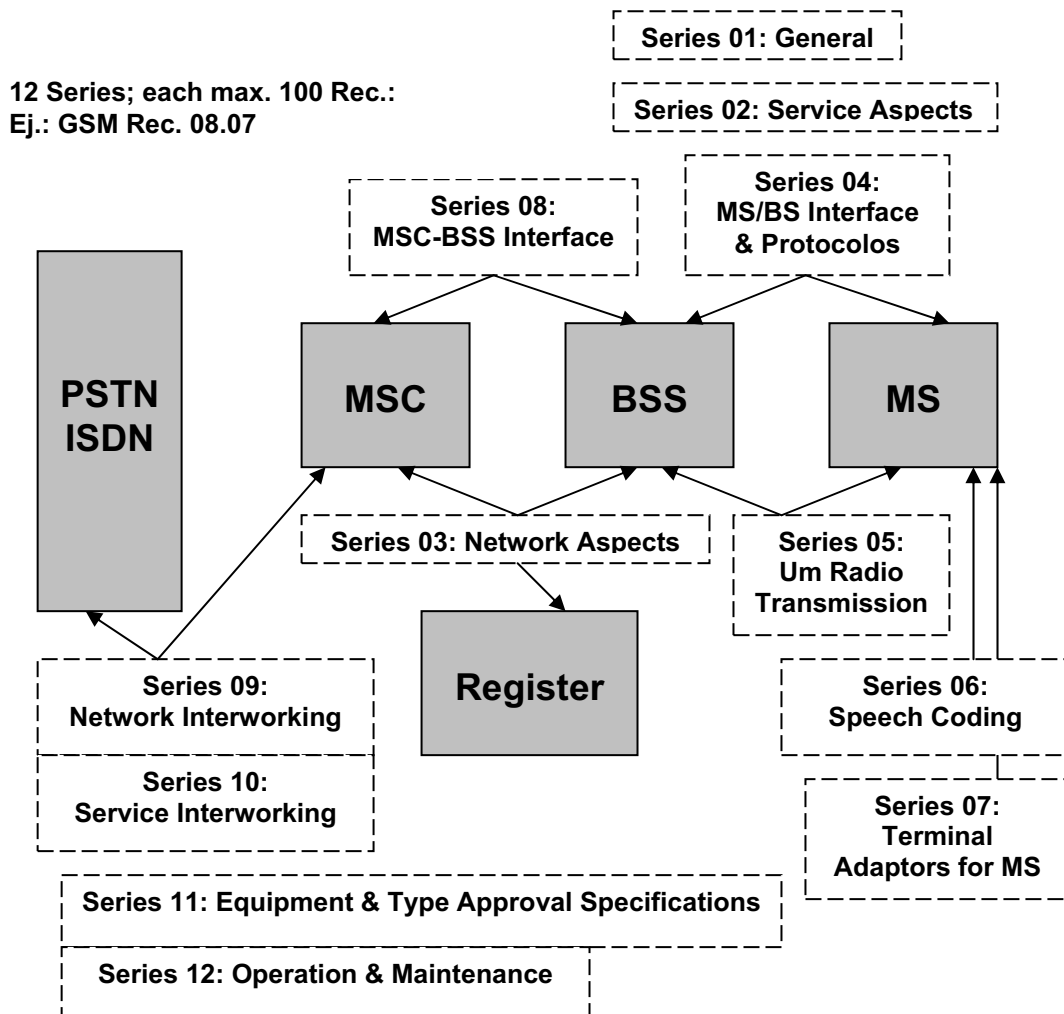 Series 01: General
12 Series; each max. 100 Rec.:
Ej.: GSM Rec. 08.07
Series 02: Service Aspects
Series 08:
MSC-BSS Interface
Series 04:
MS/BS Interface
& Protocolos
PSTN
ISDN
MSC
BSS
MS
Series 03: Network Aspects
Series 05:
Um Radio
Transmission
Register
Series 09:
Network Interworking
Series 06:
Speech Coding
Series 10:
Service Interworking
Series 07:
Terminal
Adaptors for MS
Series 11: Equipment & Type Approval Specifications
Series 12: Operation & Maintenance